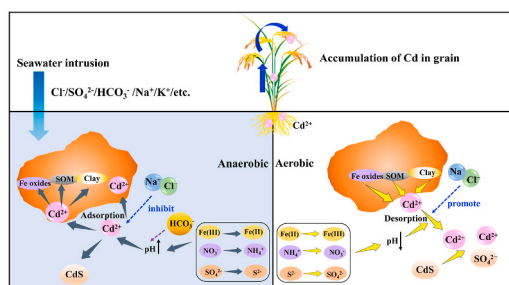 Seawater intrusion
Cl⁻/SO₄²⁻/HCO₃⁻/Na⁺/K⁺/etc.
Accumulation of Cd in grain
Cd²⁺
Anaerobic
Aerobic
Fe oxides
SOM
Clay
Cd²⁺
Cd²⁺
Adsorption
Cd²⁺
Na⁺
Cl⁻
inhibit
HCO₃⁻
pH
CdS
Fe(III)
Fe(II)
NO₃⁻
NH₄⁺
SO₄²⁻
S²⁻
Fe(II)
Fe(III)
NH₄⁺
NO₃⁻
S²⁻
SO₄²⁻
Fe oxides
SOM
Clay
Cd²⁺
Desorption
Na⁺
Cl⁻
promote
pH
Cd²⁺
Cd²⁺
CdS
SO₄²⁻